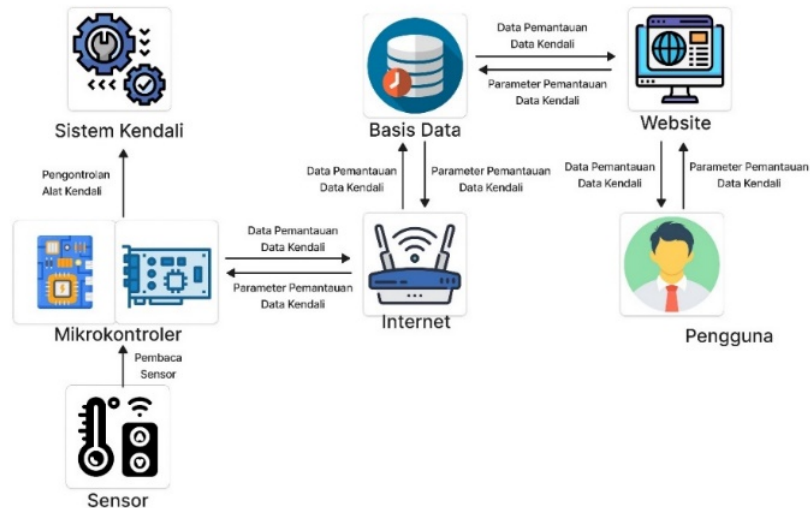 Data Pemantauan
Data Kendali
Parameter Pemantauan
Data Kendali
Sistem Kendali
Basis Data
Website
Pengontrolan
Alat Kendali
Data Pemantauan
Data Kendali
Parameter Pemantauan
Data Kendali
Data Pemantauan
Data Kendali
Parameter Pemantauan
Data Kendali
Data Pemantauan
Data Kendali
Parameter Pemantauan
Data Kendali
Mikrokontroler
Internet
Pengguna
Pembaca
Sensor
Sensor